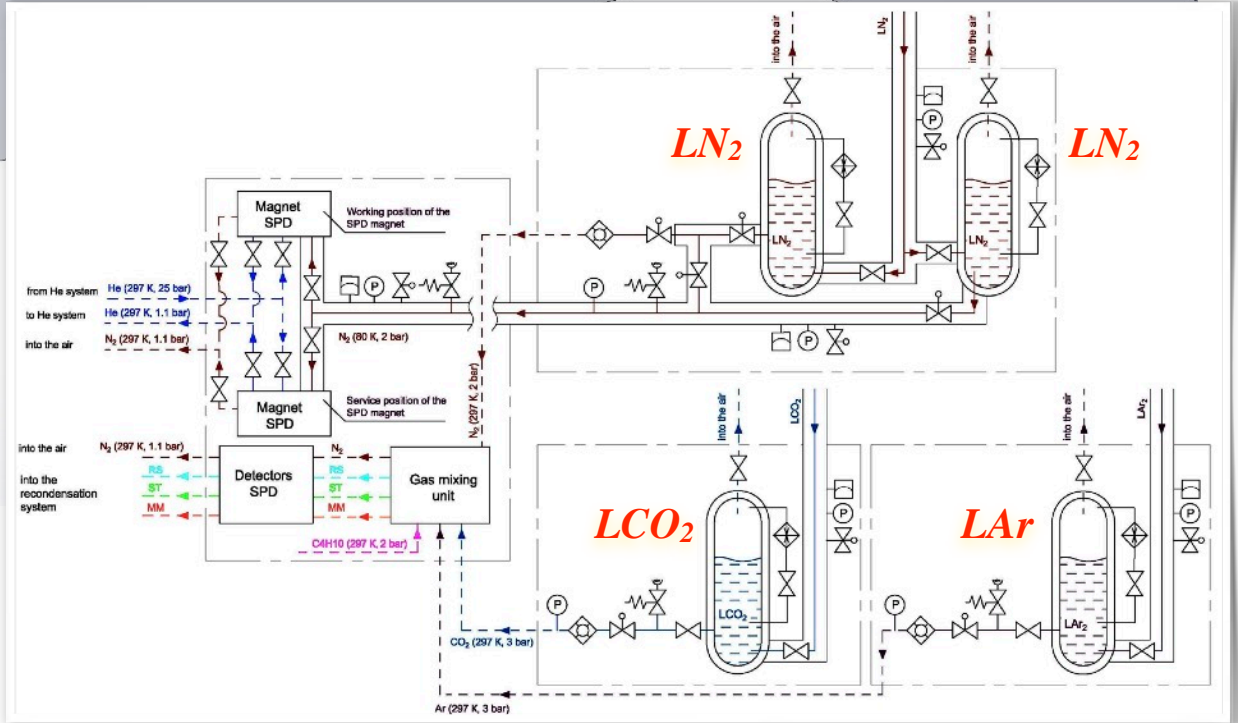 into the air
LN₂
into the air
LN₂
LN₂
P
LN₂
LN₂
Magnet
SPD
Working position of the
SPD magnet
from He system
He (297 K, 25 bar)
to He system
He (297 K, 1.1 bar)
into the air
N₂ (297 K, 1.1 bar)
P
P
N₂ (80 K, 2 bar)
P
Magnet
SPD
Service position of the
SPD magnet
N₂ (297 K, 2 bar)
into the air
N₂ (297 K, 1.1 bar)
N₂
into the
recondensation
system
RS
RS
ST
ST
MM
MM
Detectors
SPD
Gas mixing
unit
C4H10 (297 K, 2 bar)
into the air
LCO₂
LCO₂
P
LCO₂
P
CO₂ (297 K, 3 bar)
into the air
LAr₂
LAr
P
LAr₂
P
Ar (297 K, 3 bar)